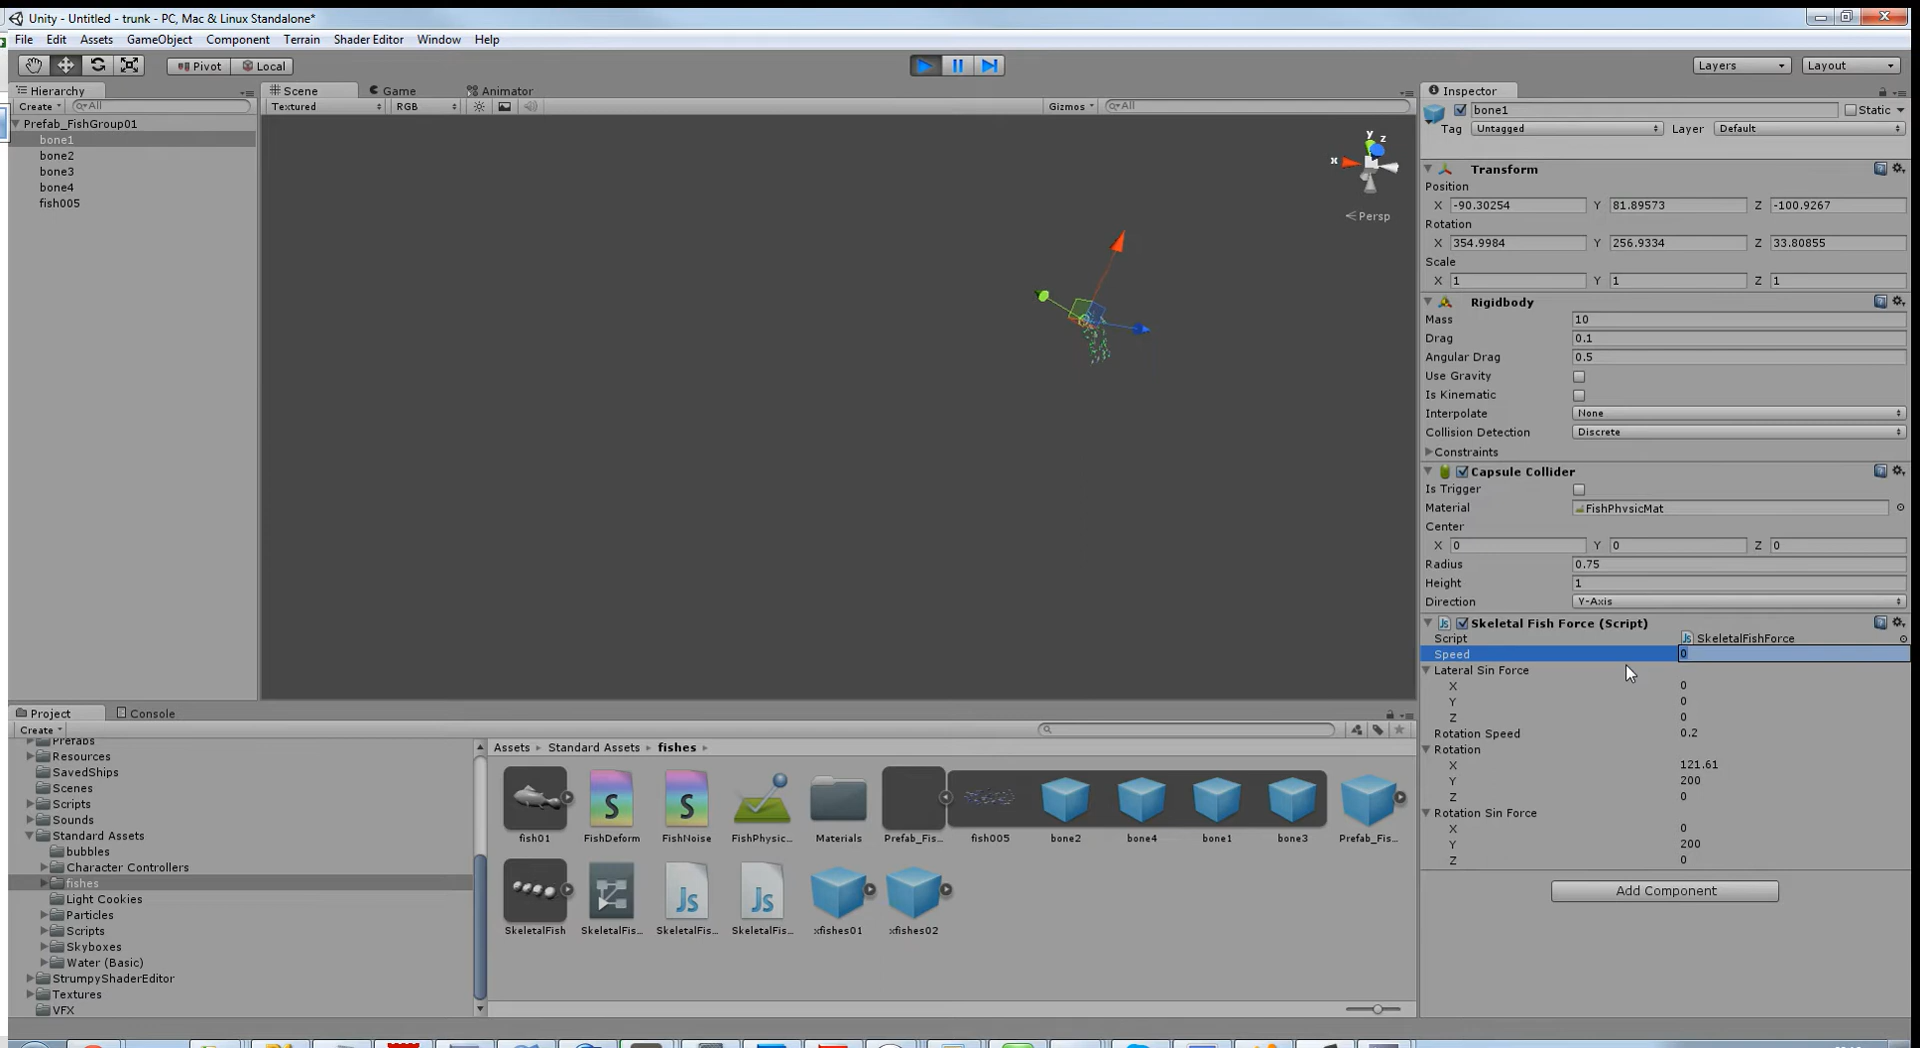 Unity - Untitled - trunk - PC, Mac & Linux Standalone*
File Edit Assets GameObject Component Terrain Shader Editor Window Help
Pivot Local
Layers Layout
Hierarchy
Create All
Prefab_FishGroup01
bone1
bone2
bone3
bone4
fish005
Scene Game Animator
Textured RGB Gizmos All
y z
x
Persp
Inspector
bone1 Static
Tag Untagged Layer Default
Transform
Position
X -90.30254 Y 81.89573 Z -100.9267
Rotation
X 354.9984 Y 256.9334 Z 33.80855
Scale
X 1 Y 1 Z 1
Rigidbody
Mass 10
Drag 0.1
Angular Drag 0.5
Use Gravity
Is Kinematic
Interpolate None
Collision Detection Discrete
Constraints
Capsule Collider
Is Trigger
Material FishPhysicMat
Center
X 0 Y 0 Z 0
Radius 0.75
Height 1
Direction Y-Axis
Skeletal Fish Force (Script)
Script SkeletalFishForce
Speed 0
Lateral Sin Force
X 0
Y 0
Z 0
Rotation Speed 0.2
Rotation
X 121.61
Y 200
Z 0
Rotation Sin Force
X 0
Y 200
Z 0
Add Component
Project Console
Create
Prefabs
Resources
SavedShips
Scenes
Scripts
Sounds
Standard Assets
bubbles
Character Controllers
fishes
Light Cookies
Particles
Scripts
Skyboxes
Water (Basic)
StrumpyShaderEditor
Textures
VFX
Assets Standard Assets fishes
S S
fish01 FishDeform FishNoise FishPhysic... Materials Prefab_Fis... fish005 bone2 bone4 bone1 bone3 Prefab_Fis...
Js Js
SkeletalFish SkeletalFis... SkeletalFis... SkeletalFis... xfishes01 xfishes02